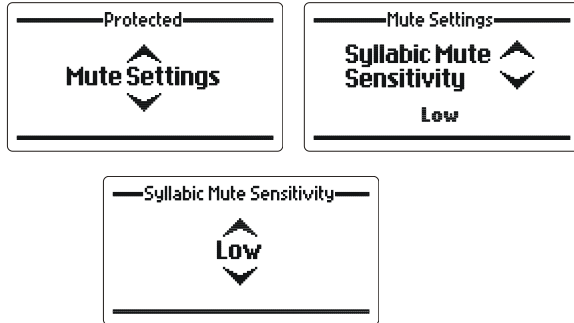 Protected
Mute Settings
Mute Settings
Syllabic Mute
Sensitivity
Low
Syllabic Mute Sensitivity
Low